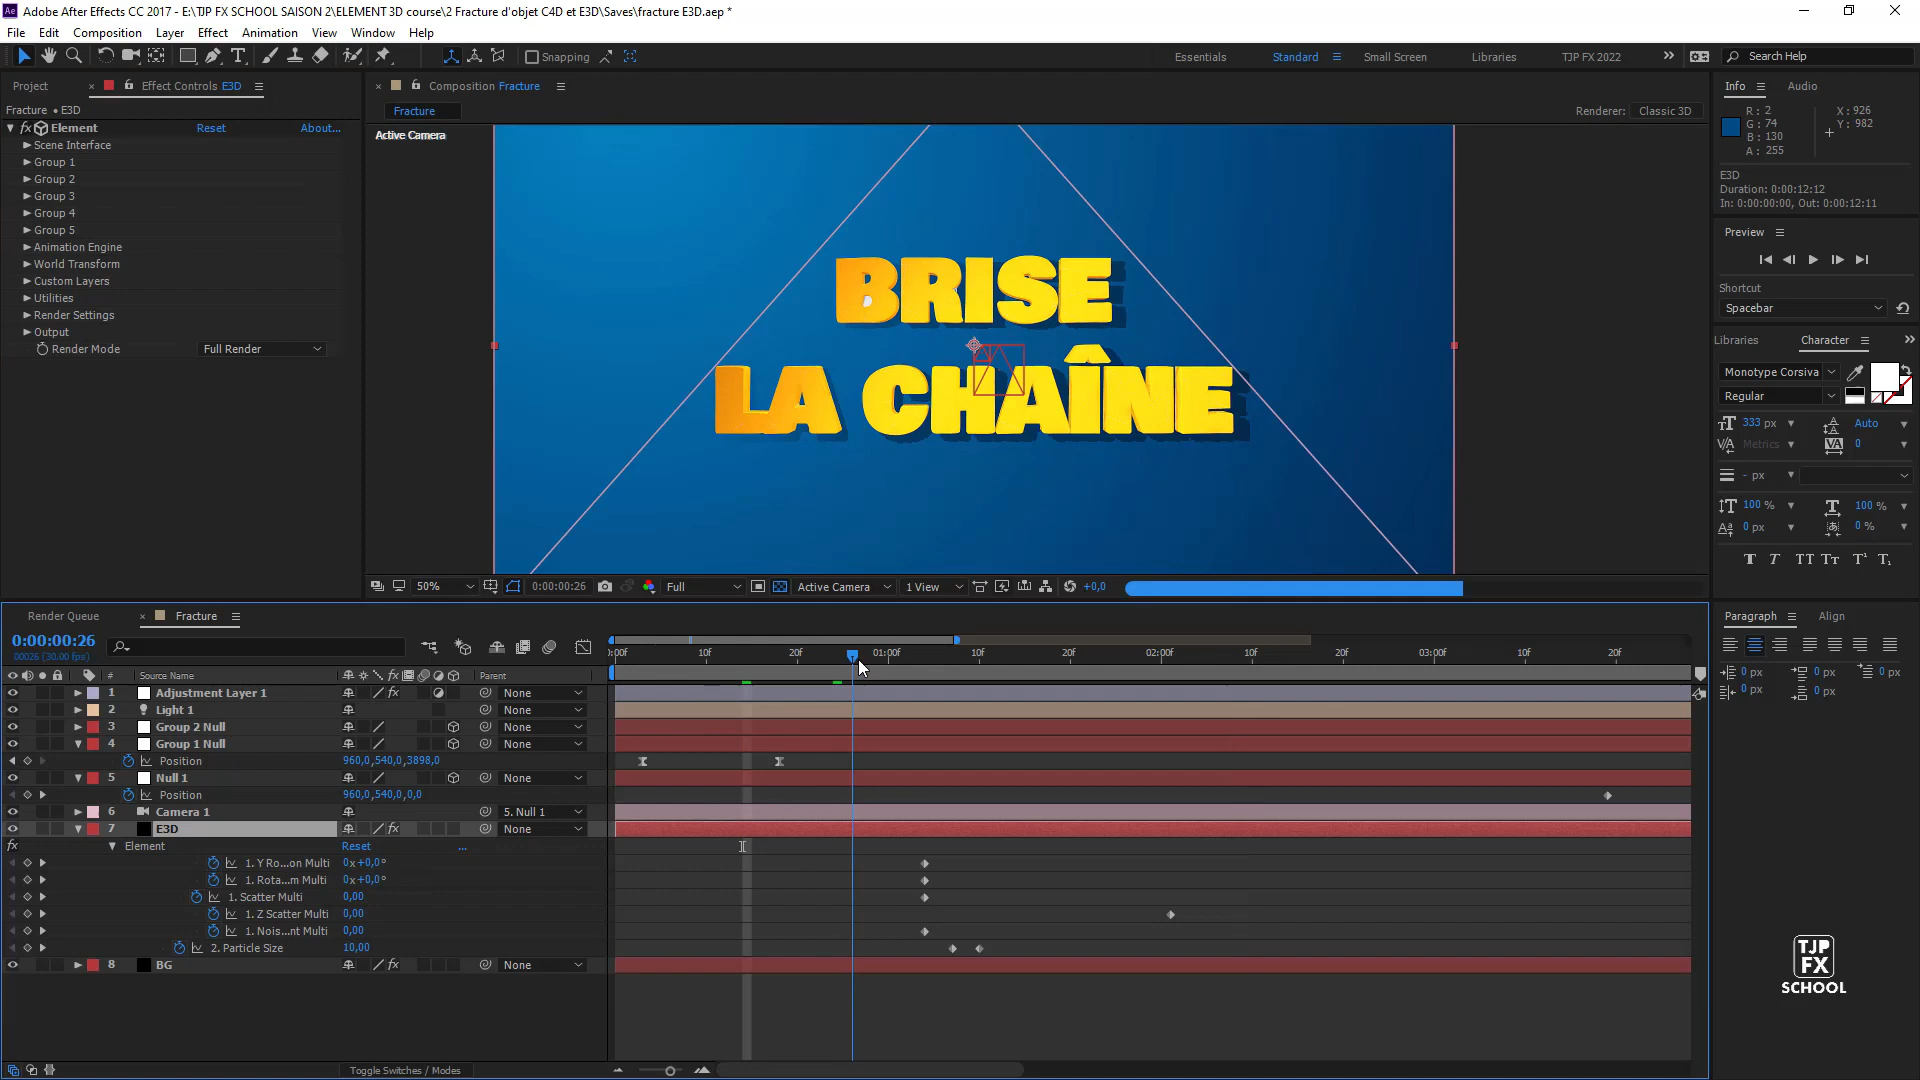 Adobe After Effects CC 2017 - E:\TJP FX SCHOOL SAISON 2\ELEMENT 3D course\2 Fracture d'objet C4D et E3D\Saves\fracture E3D.aep *
File Edit Composition Layer Effect Animation View Window Help
Snapping
Essentials Standard Small Screen Libraries TJP FX 2022 Search Help
Project Effect Controls E3D
Fracture • E3D
Element Reset About...
Scene Interface
Group 1
Group 2
Group 3
Group 4
Group 5
Animation Engine
World Transform
Custom Layers
Utilities
Render Settings
Output
Render Mode Full Render
Composition Fracture
Fracture Renderer: Classic 3D
Active Camera
BRISE
LA CHAÎNE
50% 0:00:00:26 Full Active Camera 1 View +0,0
Info Audio
R : 2
G : 74
B : 130
A : 255
X : 926
Y : 982
E3D
Duration: 0:00:12:12
In: 0:00:00:00, Out: 0:00:12:11
Preview
Shortcut
Spacebar
Libraries Character
Monotype Corsiva
Regular
333 px Auto
Metrics 0
- px
100 % 100 %
0 px 0 %
Paragraph Align
0 px 0 px 0 px
0 px 0 px
Render Queue Fracture
0:00:00:26
00026 (30.00 fps)
:00f 10f 20f 01:00f 10f 20f 02:00f 10f 20f 03:00f 10f 20f
# Source Name Parent
1 Adjustment Layer 1 None
2 Light 1 None
3 Group 2 Null None
4 Group 1 Null None
Position 960,0,540,0,3898,0
5 Null 1 None
Position 960,0,540,0,0,0
6 Camera 1 5. Null 1
7 E3D None
Element Reset ...
1. Y Ro...on Multi 0x+0,0°
1. Rota...m Multi 0x+0,0°
1. Scatter Multi 0,00
1. Z Scatter Multi 0,00
1. Nois...nt Multi 0,00
2. Particle Size 10,00
8 BG None
Toggle Switches / Modes
TJP
FX
SCHOOL